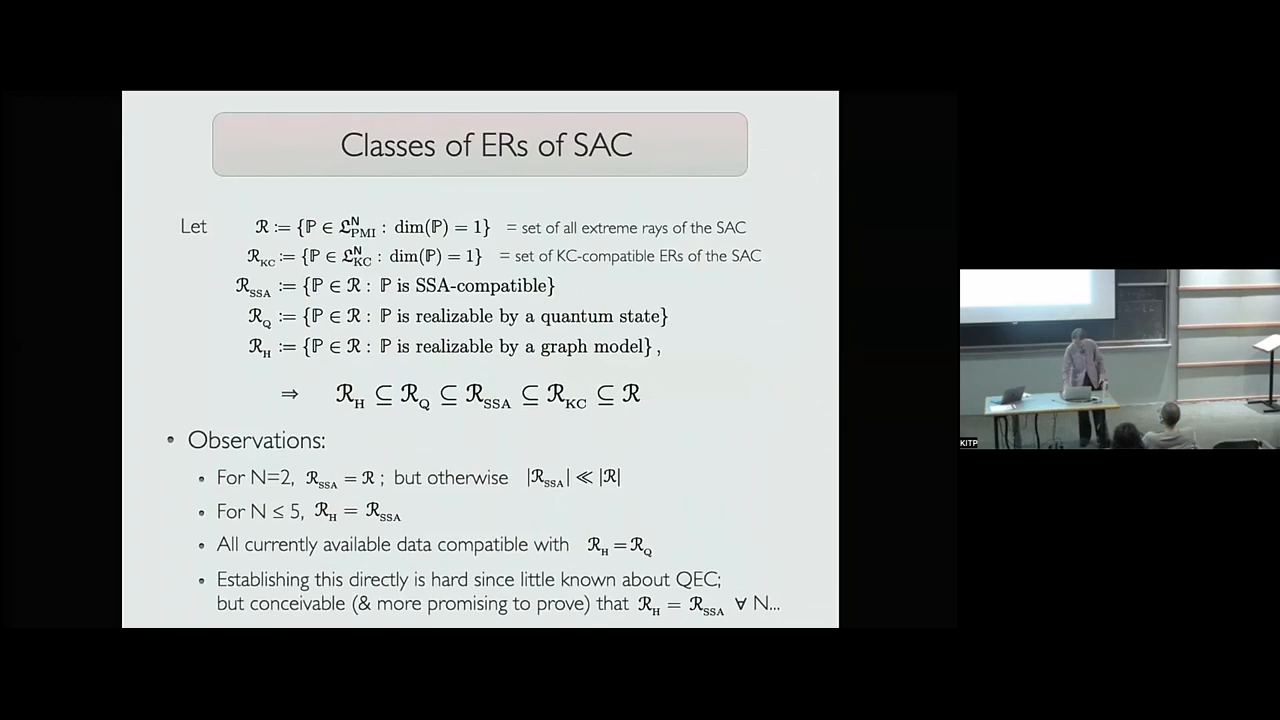 Classes of ERs of SAC
Let ℛ := {ℙ ∈ 𝔏ᴺ_PMI : dim(ℙ) = 1} = set of all extreme rays of the SAC
ℛ_KC := {ℙ ∈ 𝔏ᴺ_KC : dim(ℙ) = 1} = set of KC-compatible ERs of the SAC
ℛ_SSA := {ℙ ∈ ℛ : ℙ is SSA-compatible}
ℛ_Q := {ℙ ∈ ℛ : ℙ is realizable by a quantum state}
ℛ_H := {ℙ ∈ ℛ : ℙ is realizable by a graph model} ,
⇒ ℛ_H ⊆ ℛ_Q ⊆ ℛ_SSA ⊆ ℛ_KC ⊆ ℛ
• Observations:
• For N=2, ℛ_SSA = ℛ ; but otherwise |ℛ_SSA| ≪ |ℛ|
• For N ≤ 5, ℛ_H = ℛ_SSA
• All currently available data compatible with ℛ_H = ℛ_Q
• Establishing this directly is hard since little known about QEC;
but conceivable (& more promising to prove) that ℛ_H = ℛ_SSA ∀ N...
KITP